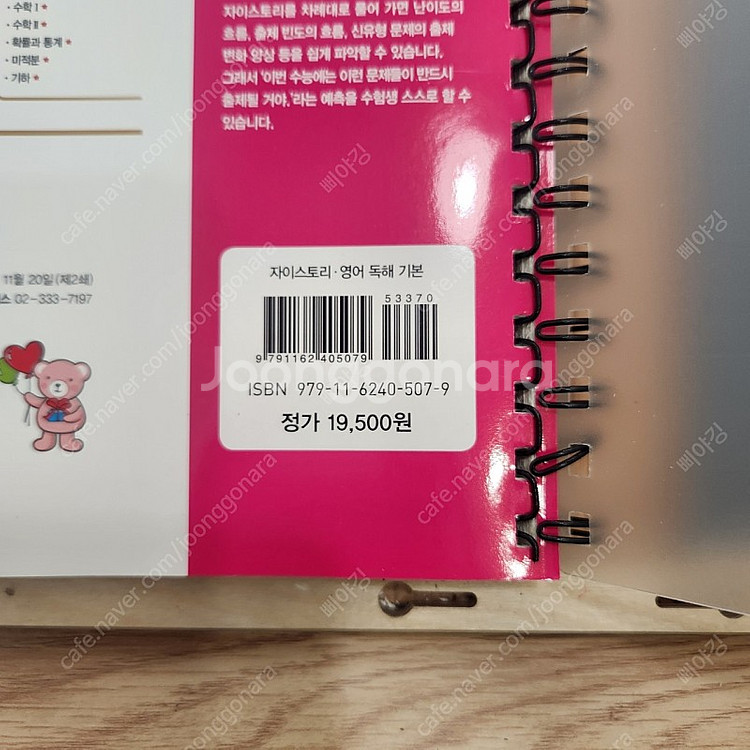 • 수학 I *
• 수학 II *
• 확률과 통계 *
• 미적분 *
• 기하 *
자이스토리를 차례대로 풀어 가면 난이도의
흐름, 출제 빈도의 흐름, 신유형 문제의 출제
변화 양상 등을 쉽게 파악할 수 있습니다.
그래서 '이번 수능에는 이런 문제들이 반드시
출제될 거야.'라는 예측을 수험생 스스로 할 수
있습니다.
11월 20일 (제2쇄)
스 02-333-7197
자이스토리·영어 독해 기본
53370
9 791162 405079
ISBN 979-11-6240-507-9
정가 19,500원
Joonggonara
cafe.naver.com/joonggonara
삐야깅